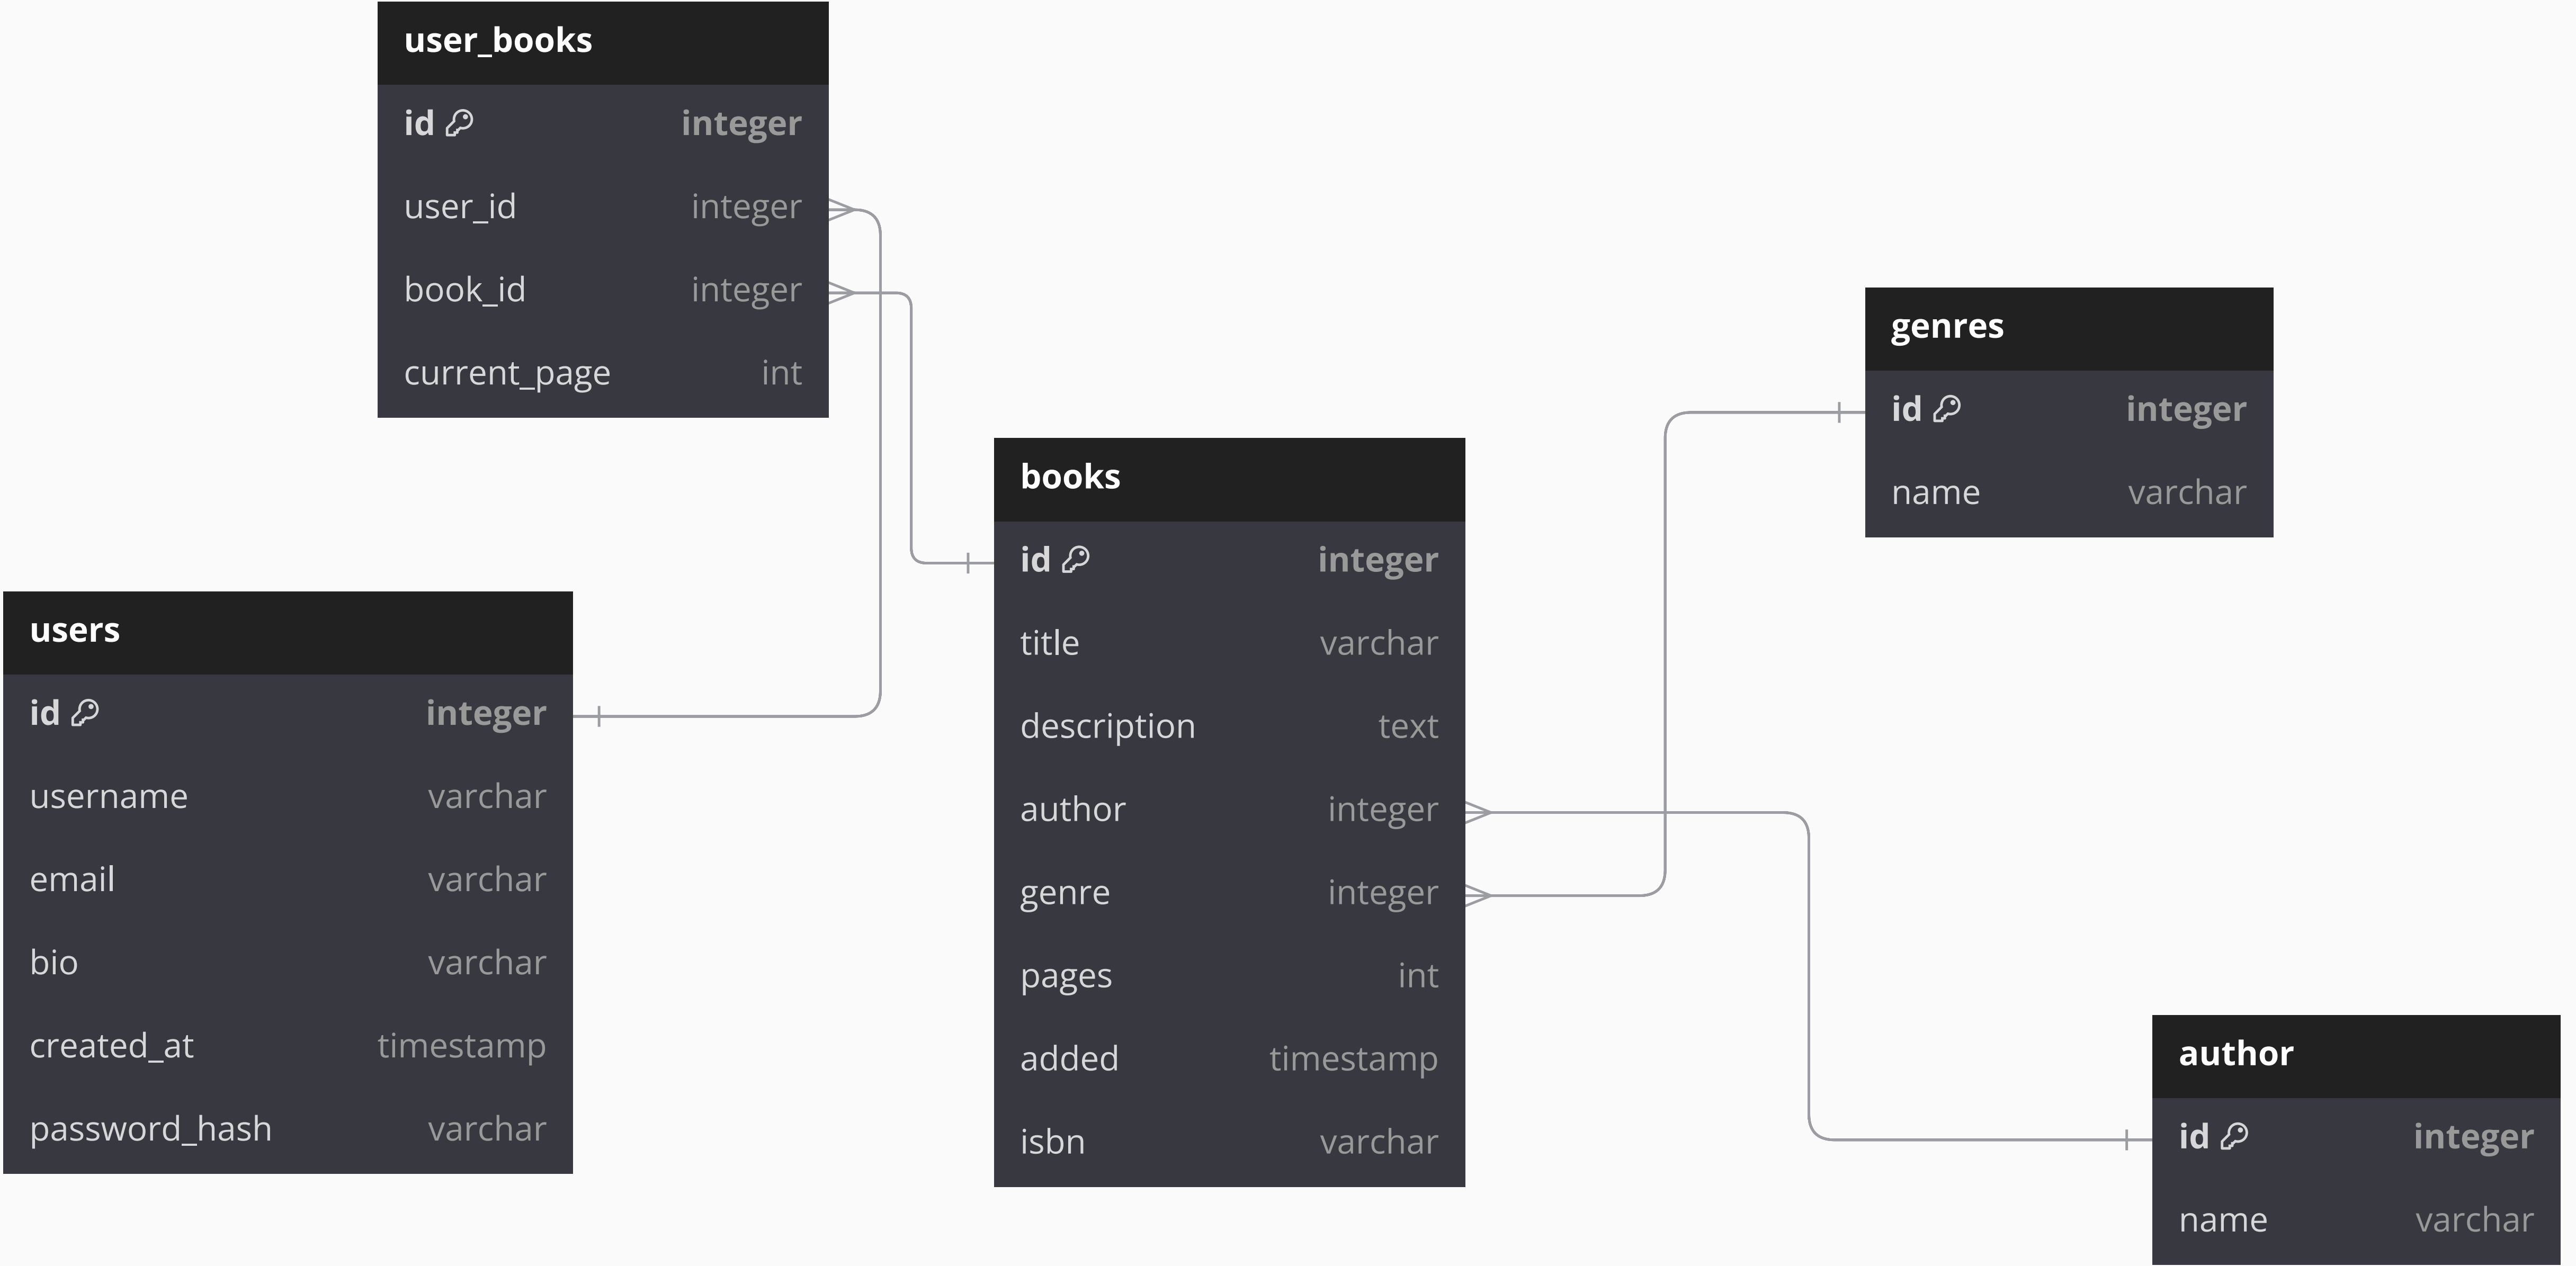 user_books
id integer
user_id integer
book_id integer
current_page int
users
id integer
username varchar
email varchar
bio varchar
created_at timestamp
password_hash varchar
books
id integer
title varchar
description text
author integer
genre integer
pages int
added timestamp
isbn varchar
genres
id integer
name varchar
author
id integer
name varchar